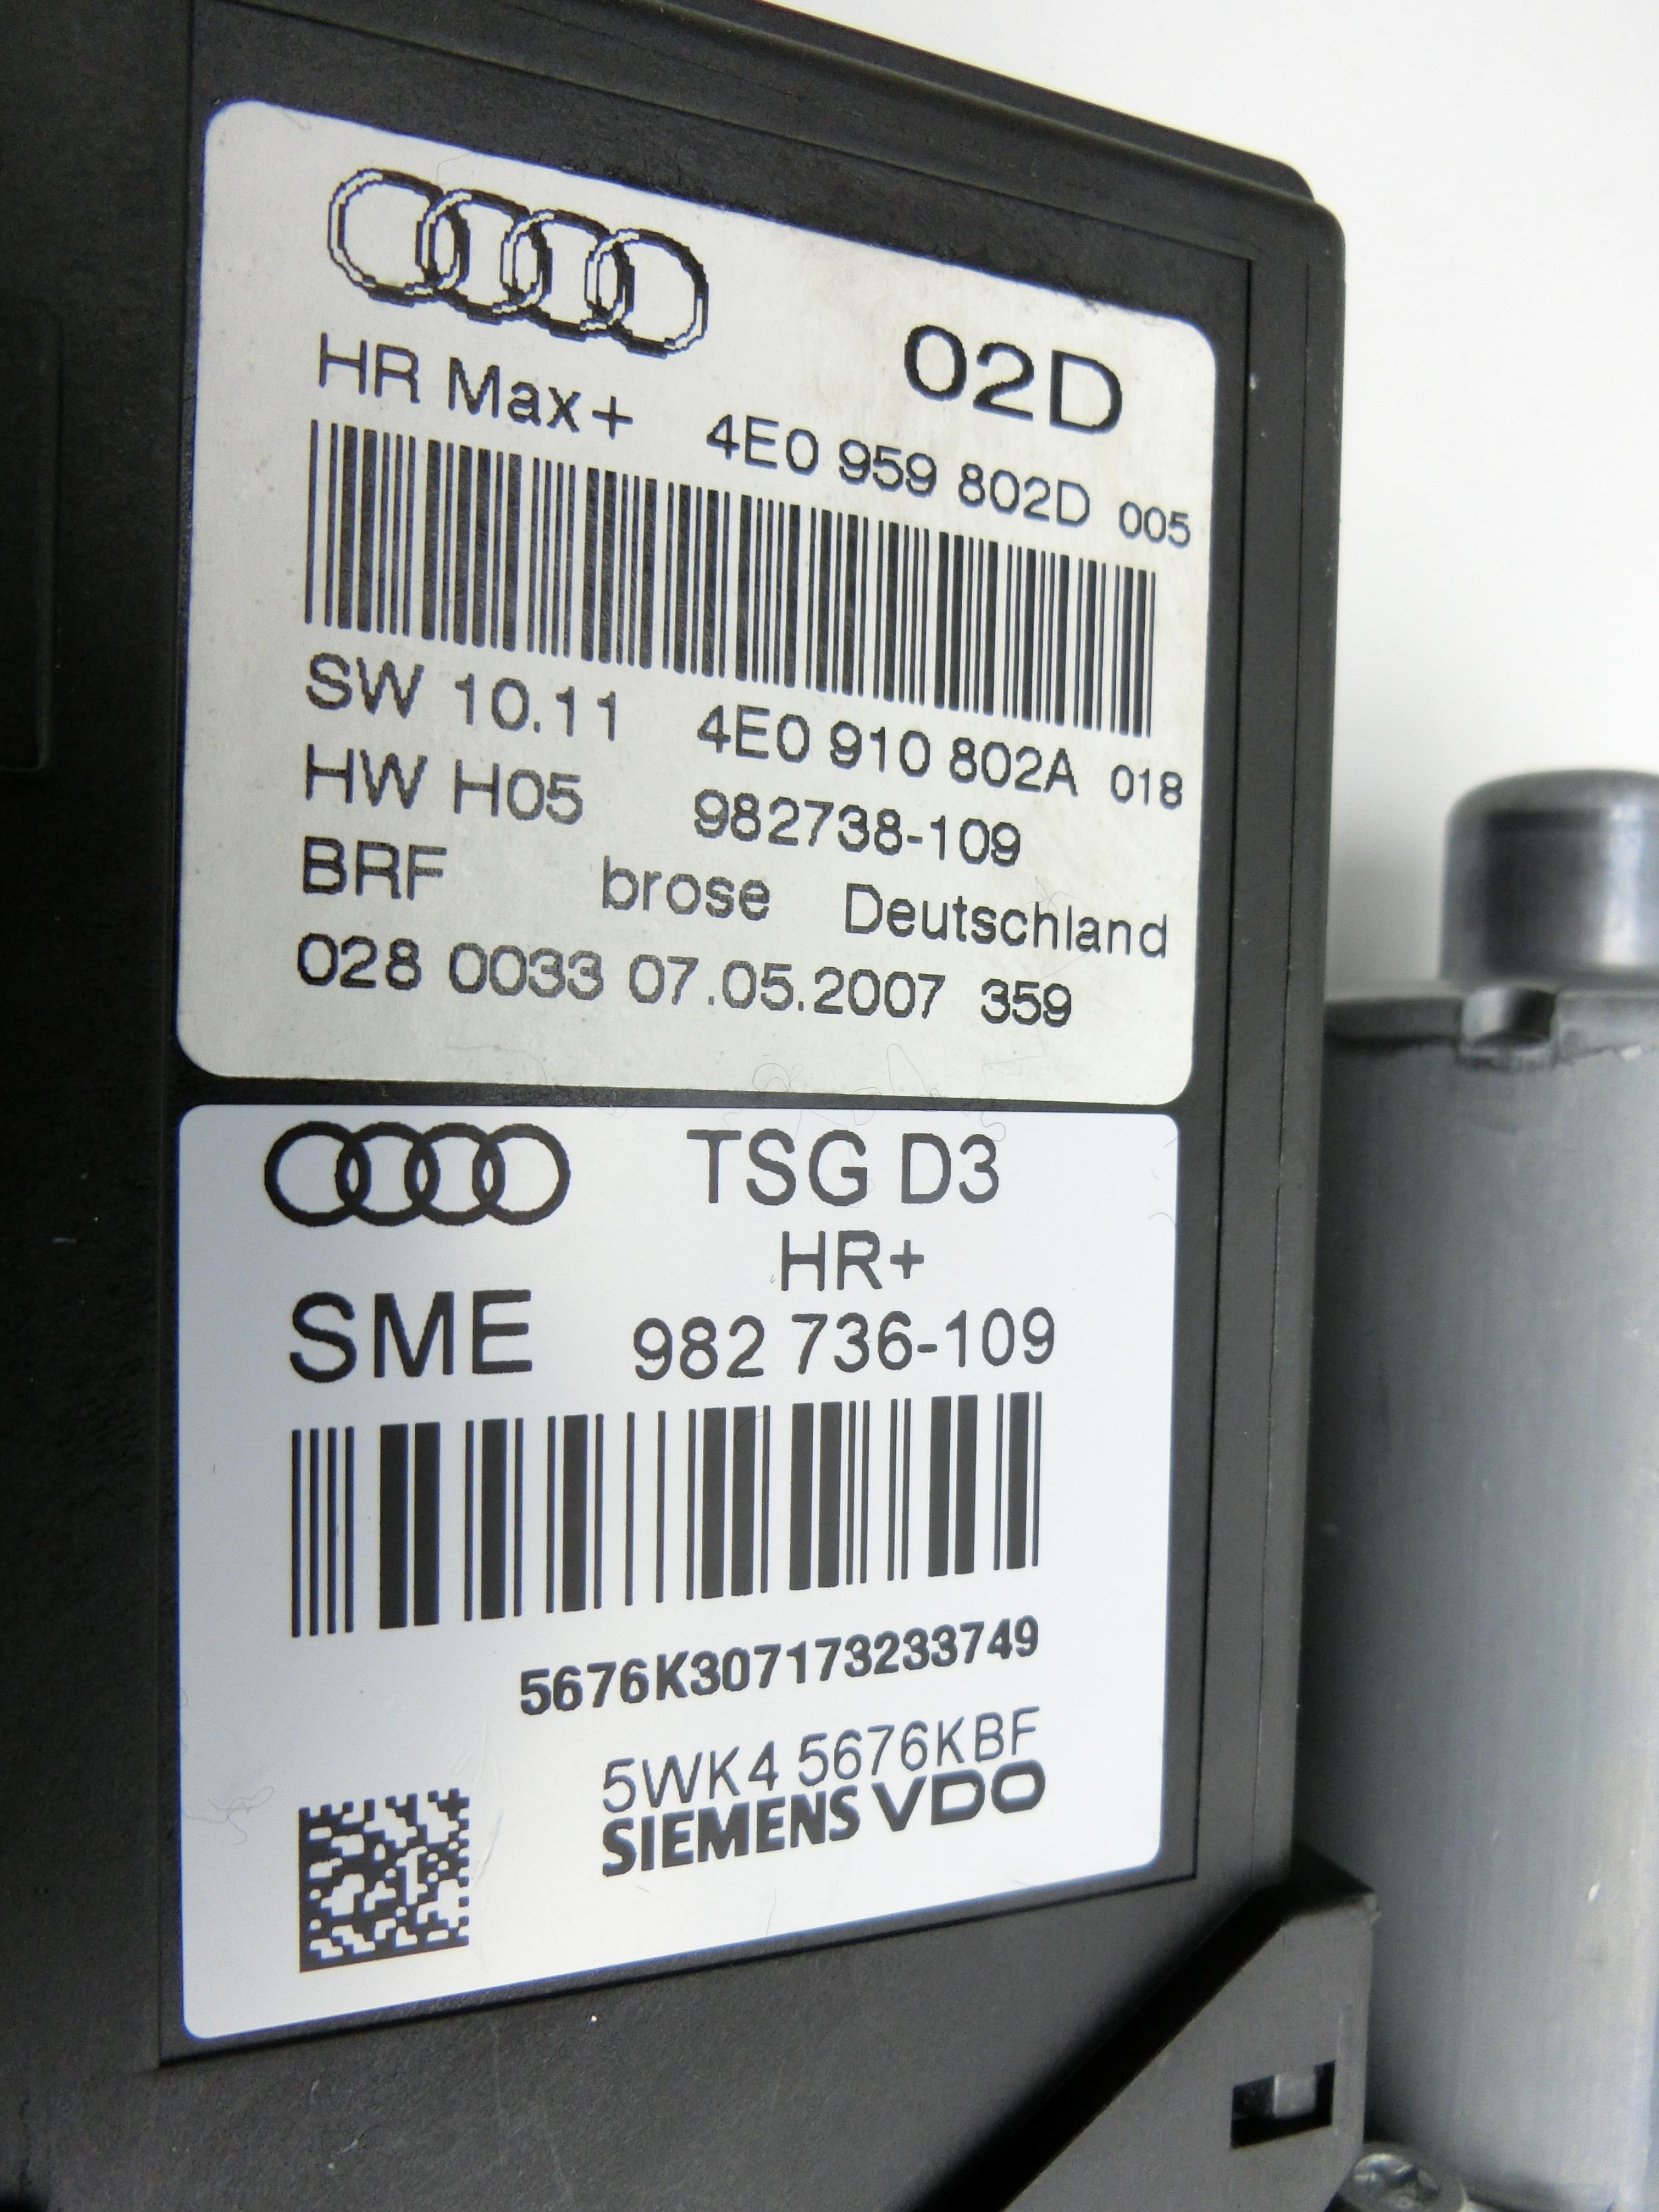 02D
HR Max+ 4E0 959 802D 005
SW 10.11 4E0 910 802A 018
HW H05 982738-109
BRF brose Deutschland
028 0033 07.05.2007 359
TSG D3
HR+
SME 982 736-109
5676K307173233749
5WK4 5676KBF
SIEMENS VDO